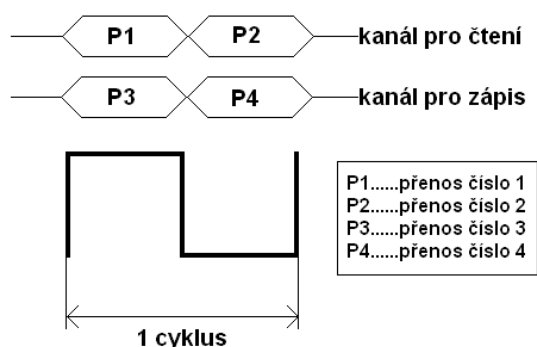 P1 P2 kanál pro čtení
P3 P4 kanál pro zápis
P1......přenos číslo 1
P2......přenos číslo 2
P3......přenos číslo 3
P4......přenos číslo 4
1 cyklus